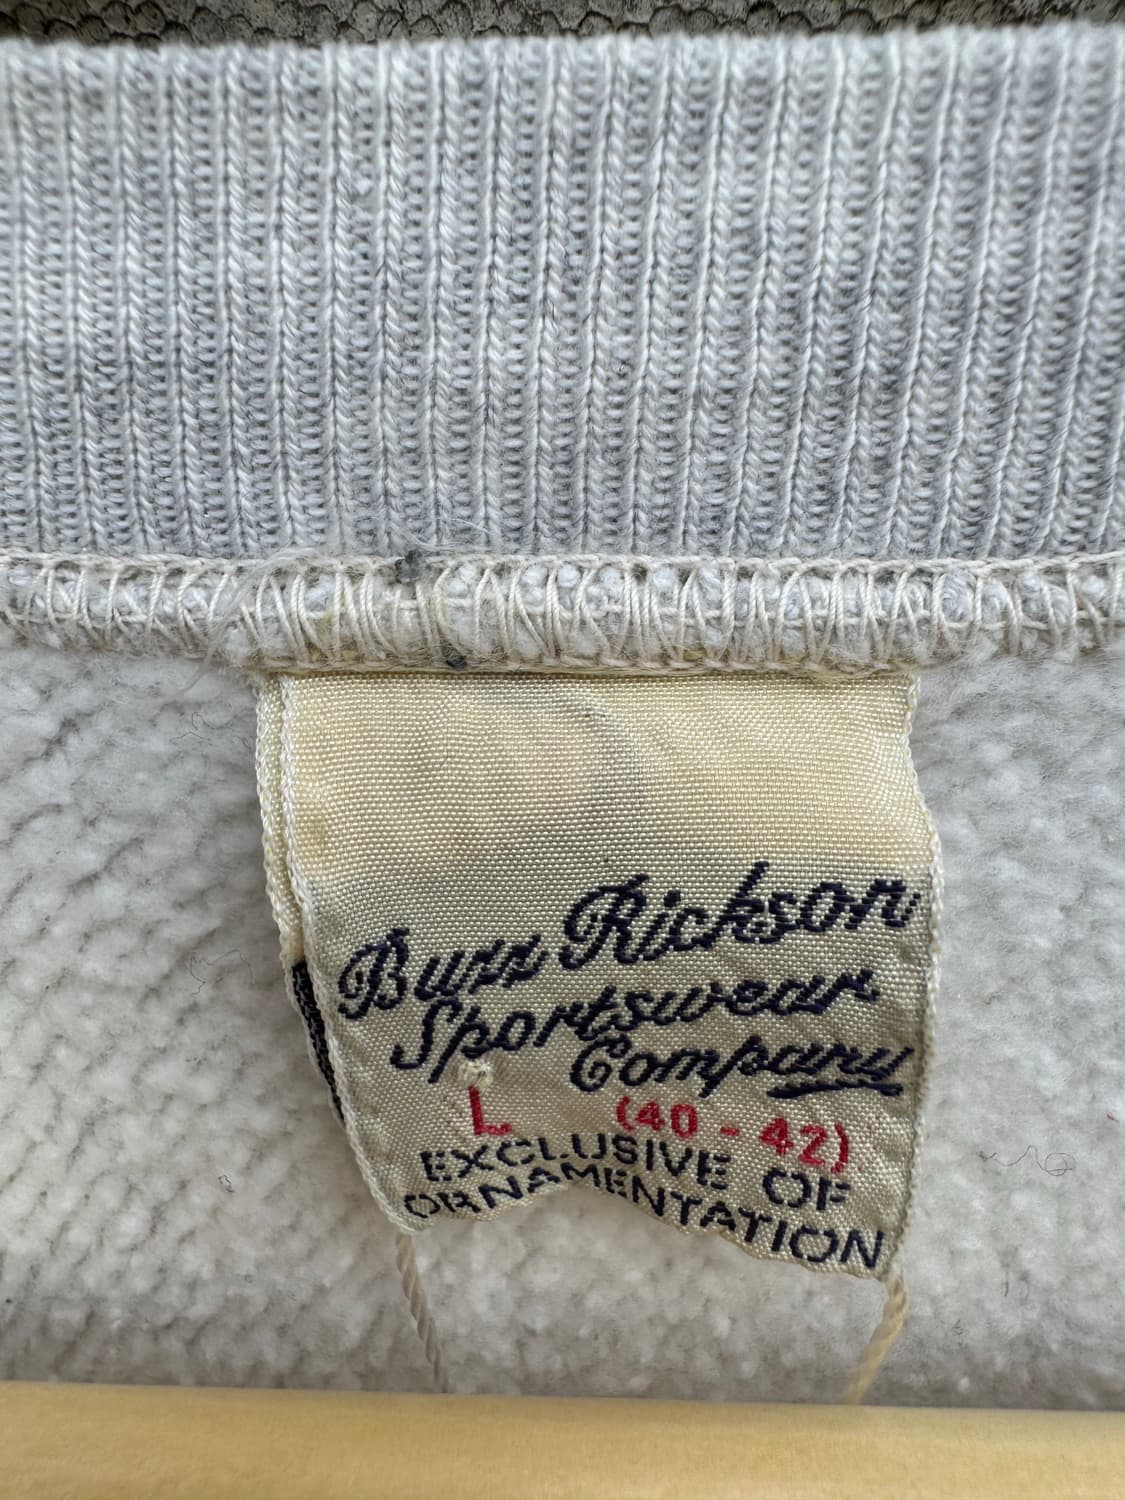 Buzz Rickson
Sportswear
Company
L (40 - 42)
EXCLUSIVE OF
ORNAMENTATION